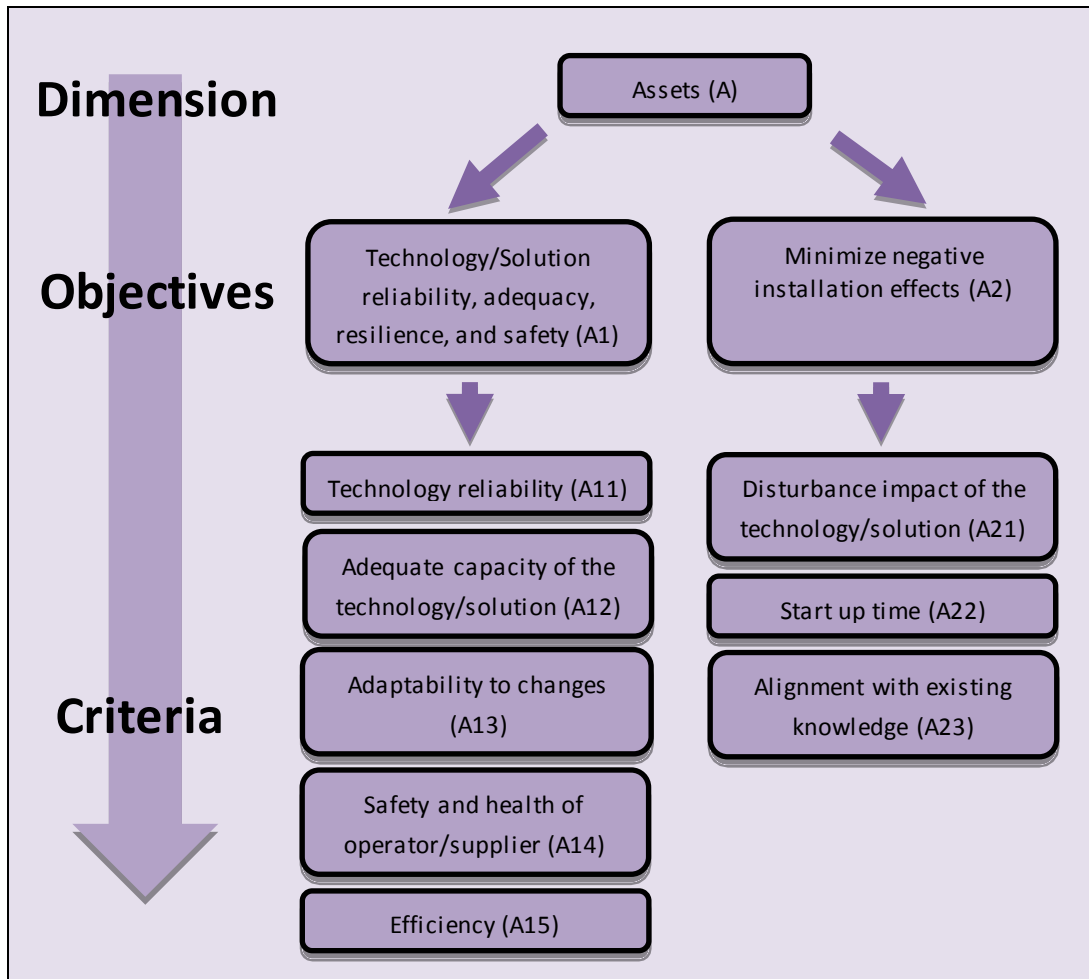 Dimension
Assets (A)
Objectives
Technology/Solution
reliability, adequacy,
resilience, and safety (A1)
Minimize negative
installation effects (A2)
Criteria
Technology reliability (A11)
Adequate capacity of the
technology/solution (A12)
Adaptability to changes
(A13)
Safety and health of
operator/supplier (A14)
Efficiency (A15)
Disturbance impact of the
technology/solution (A21)
Start up time (A22)
Alignment with existing
knowledge (A23)